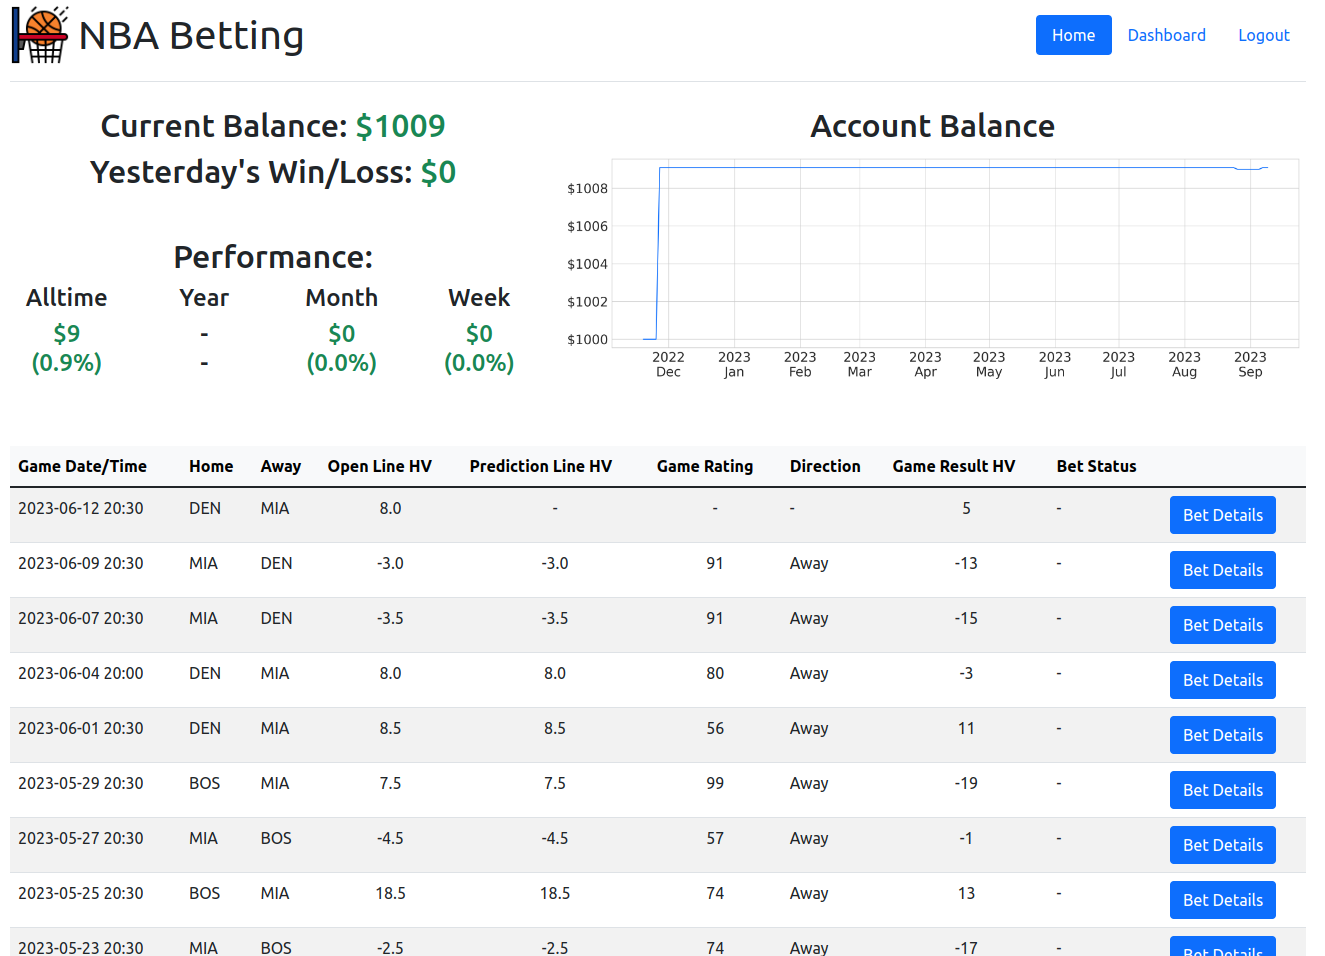 NBA Betting
Home Dashboard Logout
Current Balance: $1009
Yesterday's Win/Loss: $0
Performance:
Alltime Year Month Week
$9 - $0 $0
(0.9%) - (0.0%) (0.0%)
Account Balance
$1008
$1006
$1004
$1002
$1000
2022 2023 2023 2023 2023 2023 2023 2023 2023 2023
Dec Jan Feb Mar Apr May Jun Jul Aug Sep
Game Date/Time Home Away Open Line HV Prediction Line HV Game Rating Direction Game Result HV Bet Status
2023-06-12 20:30 DEN MIA 8.0 - - - 5 - Bet Details
2023-06-09 20:30 MIA DEN -3.0 -3.0 91 Away -13 - Bet Details
2023-06-07 20:30 MIA DEN -3.5 -3.5 91 Away -15 - Bet Details
2023-06-04 20:00 DEN MIA 8.0 8.0 80 Away -3 - Bet Details
2023-06-01 20:30 DEN MIA 8.5 8.5 56 Away 11 - Bet Details
2023-05-29 20:30 BOS MIA 7.5 7.5 99 Away -19 - Bet Details
2023-05-27 20:30 MIA BOS -4.5 -4.5 57 Away -1 - Bet Details
2023-05-25 20:30 BOS MIA 18.5 18.5 74 Away 13 - Bet Details
2023-05-23 20:30 MIA BOS -2.5 -2.5 74 Away -17 - Bet Details